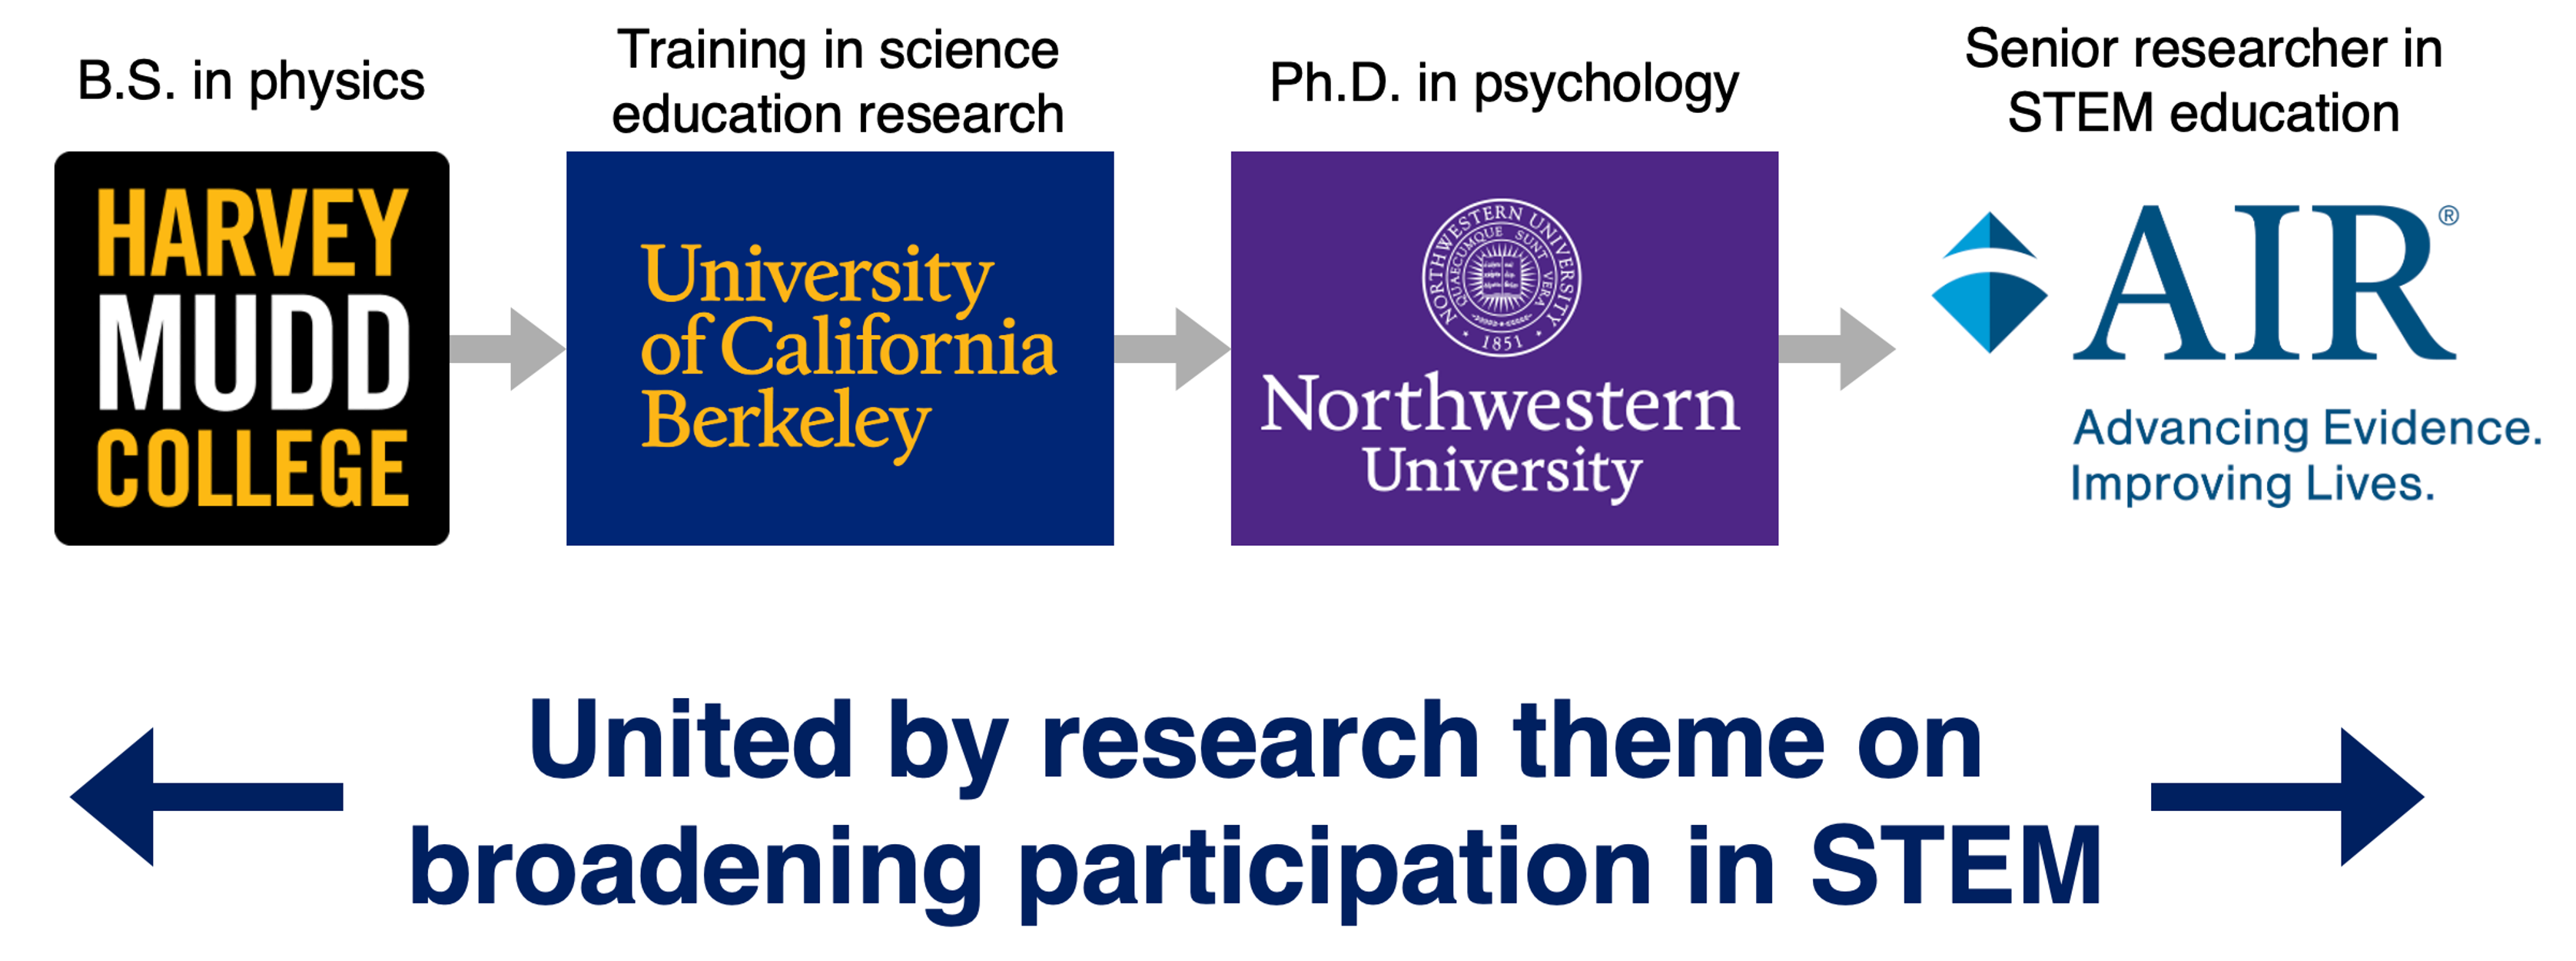 B.S. in physics
Training in science
education research
Ph.D. in psychology
Senior researcher in
STEM education
HARVEY
MUDD
COLLEGE
University
of California
Berkeley
NORTHWESTERN UNIVERSITY
QUAECUMQUE SUNT VERA
1851
Northwestern
University
AIR®
Advancing Evidence.
Improving Lives.
United by research theme on
broadening participation in STEM